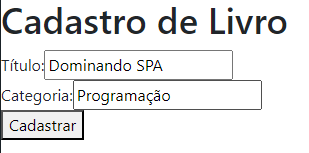 Cadastro de Livro
Título: Dominando SPA
Categoria: Programação
Cadastrar